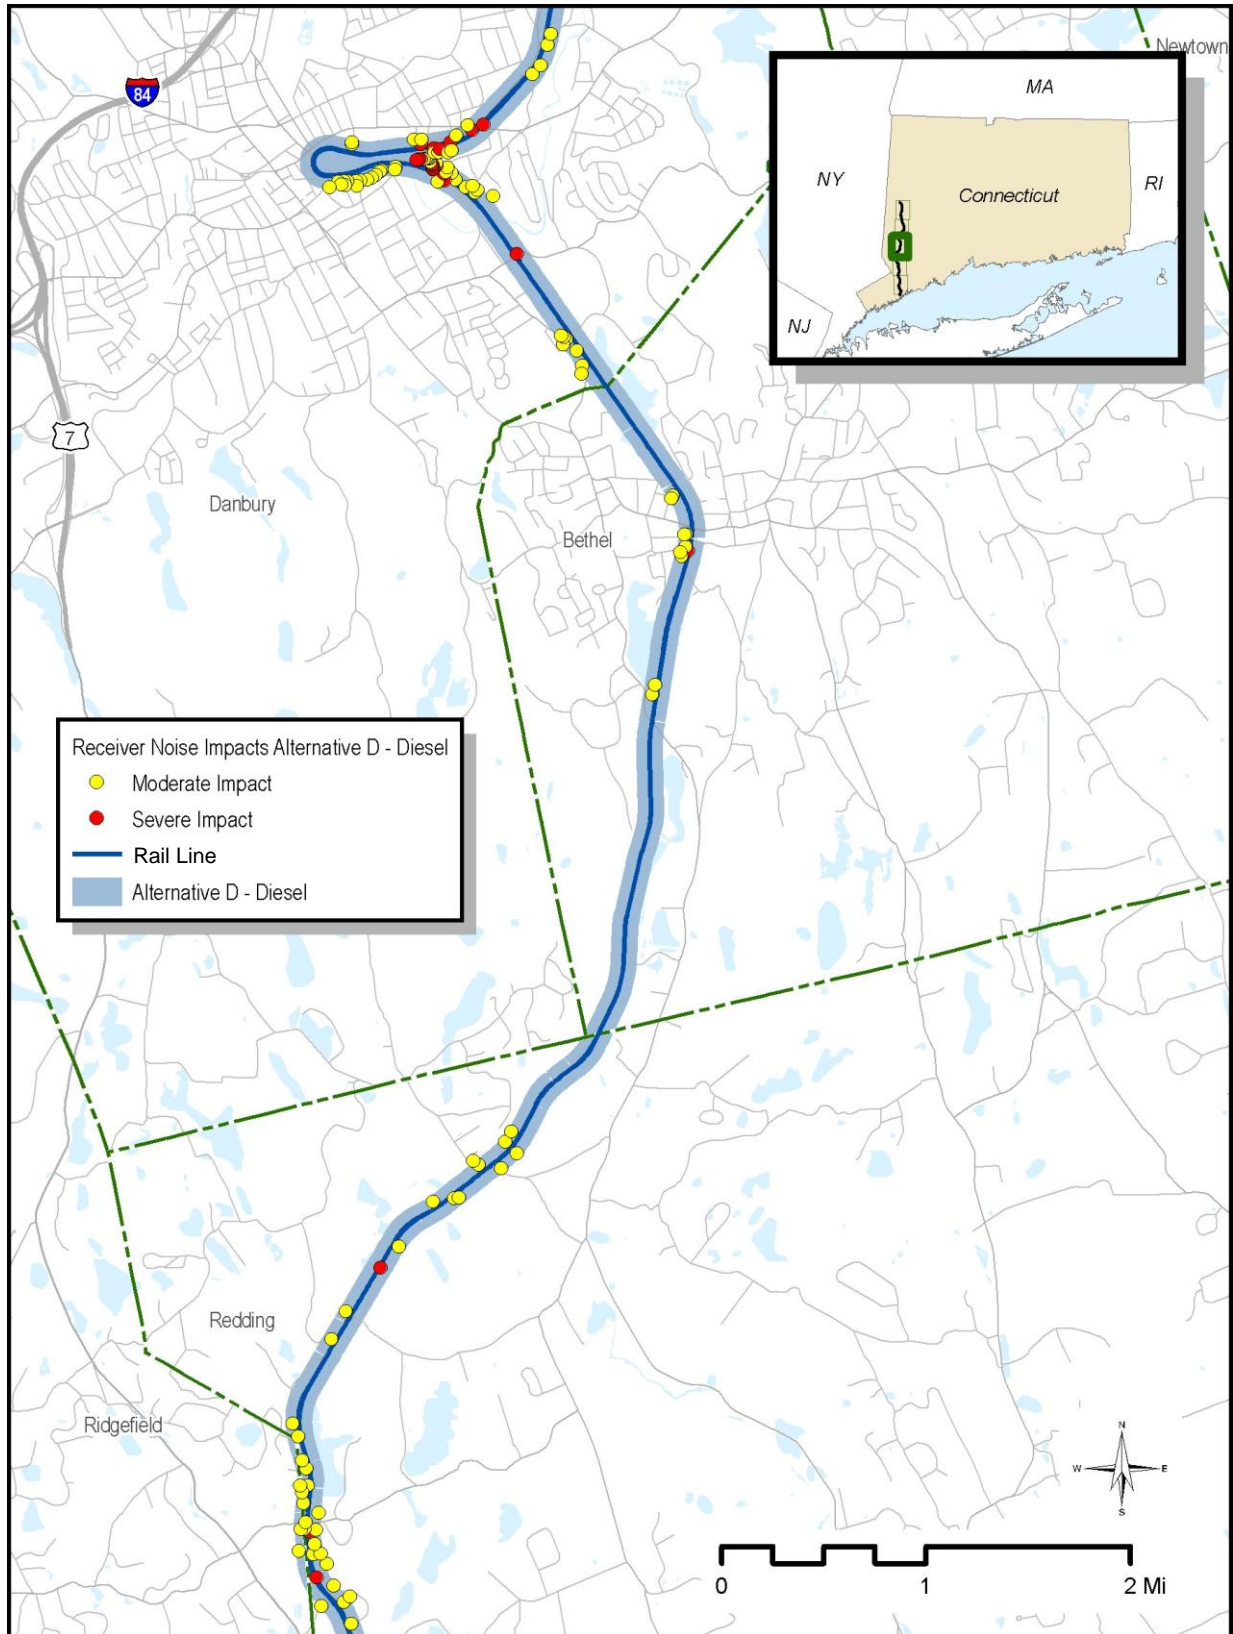 84
Newtown
MA
NY
Connecticut
RI
NJ
7
Danbury
Bethel
Receiver Noise Impacts Alternative D - Diesel
Moderate Impact
Severe Impact
Rail Line
Alternative D - Diesel
Redding
Ridgefield
N
W E
S
0 1 2 Mi